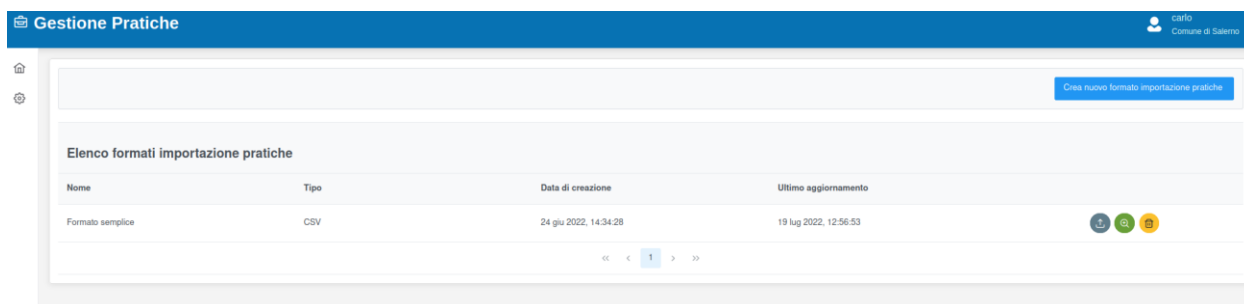 Gestione Pratiche
carlo
Comune di Salerno
Crea nuovo formato importazione pratiche
Elenco formati importazione pratiche
Nome Tipo Data di creazione Ultimo aggiornamento
Formato semplice CSV 24 giu 2022, 14:34:28 19 lug 2022, 12:56:53
« ‹ 1 › »